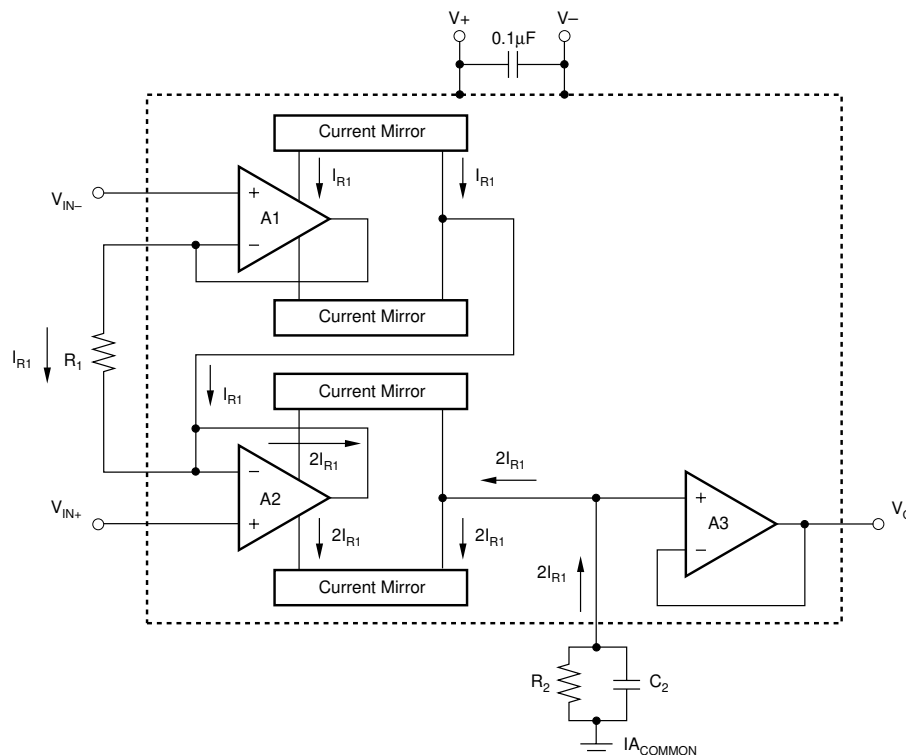 V+
V–
0.1µF
Current Mirror
I_R1
I_R1
V_IN–
+
A1
–
Current Mirror
I_R1
R_1
I_R1
Current Mirror
2I_R1
–
A2
+
V_IN+
2I_R1
2I_R1
2I_R1
Current Mirror
+
A3
–
V_O
2I_R1
R_2
C_2
IA_COMMON